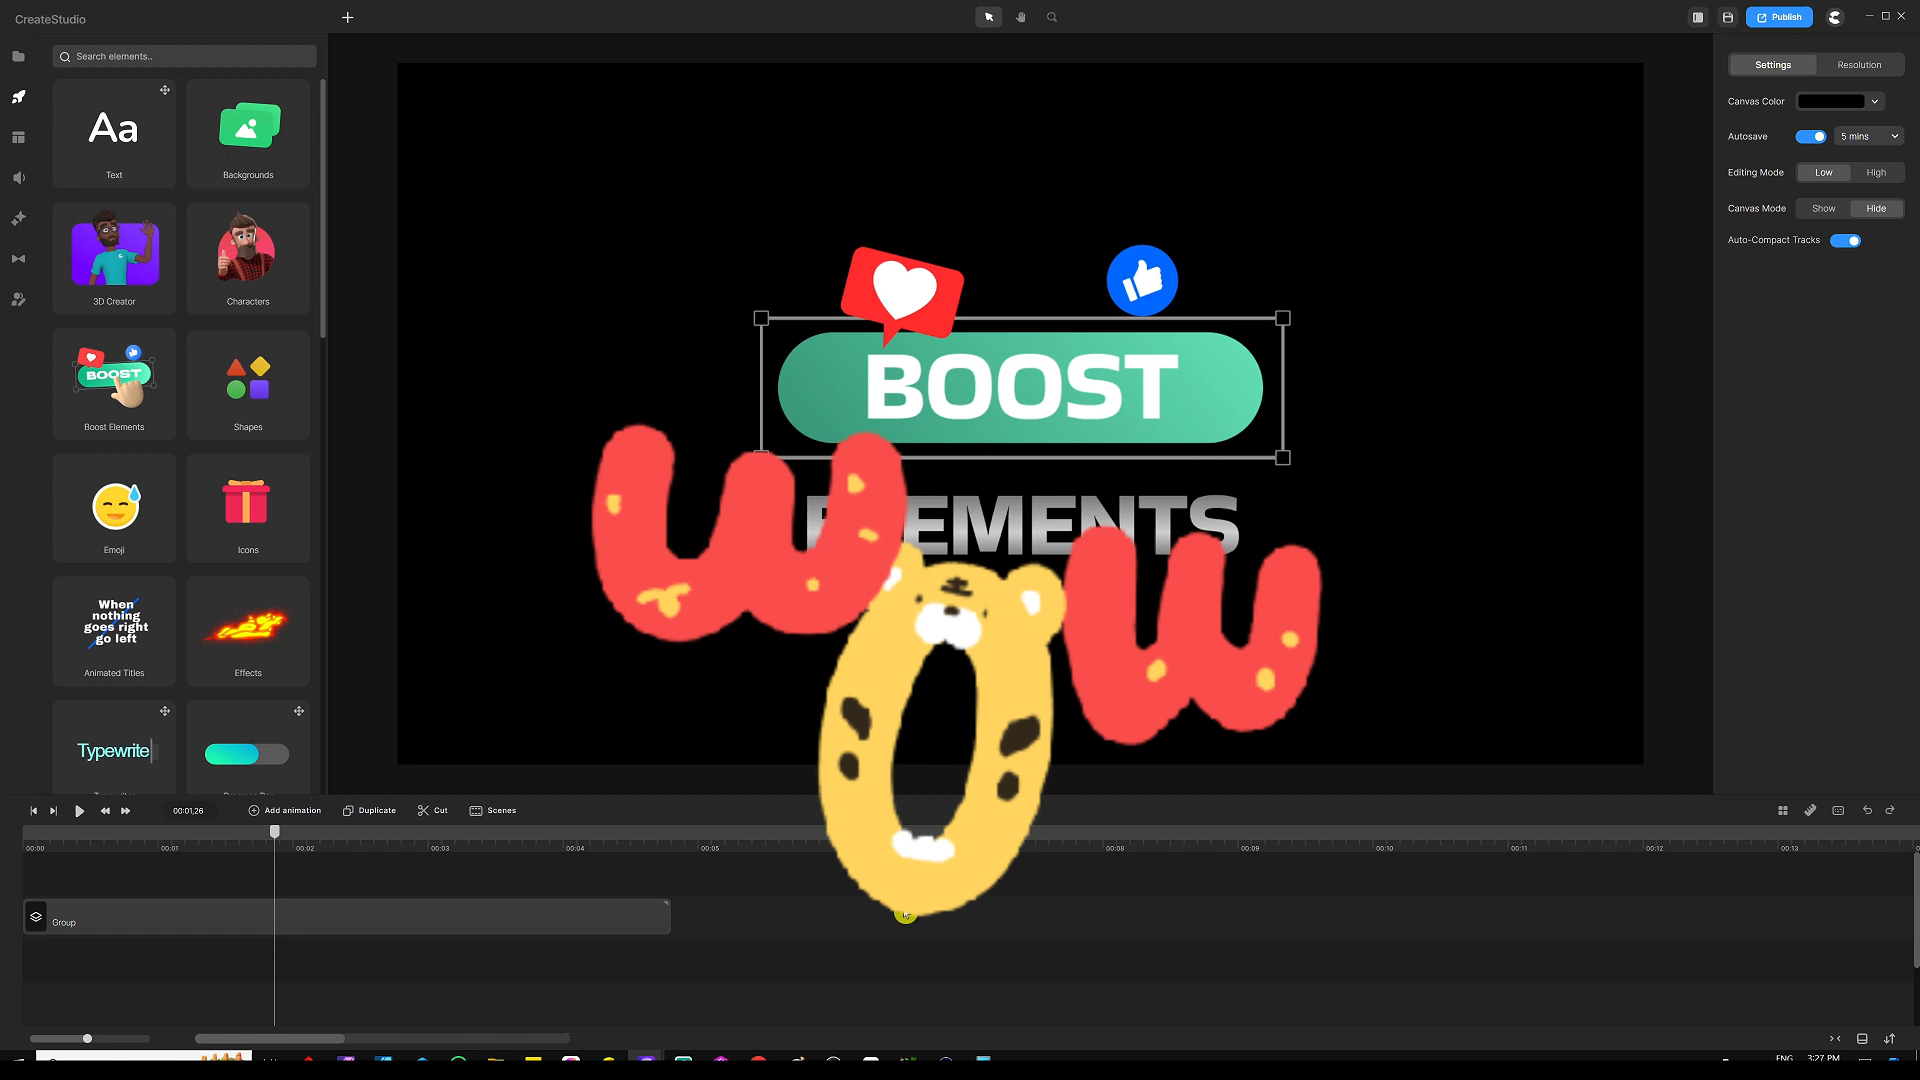 CreateStudio
Publish
Search elements..
Settings
Resolution
Aa
Text
Backgrounds
Canvas Color
Autosave
5 mins
Editing Mode
Low
High
Canvas Mode
Show
Hide
Auto-Compact Tracks
3D Creator
Characters
BOOST
Boost Elements
Shapes
BOOST
ELEMENTS
WOW
Emoji
Icons
When
nothing
goes right
go left
Animated Titles
Effects
Typewrite
00:01,26
Add animation
Duplicate
Cut
Scenes
00:00
00:01
00:02
00:03
00:04
00:05
00:08
00:09
00:10
00:11
00:12
00:13
Group
ENG
3:27 PM